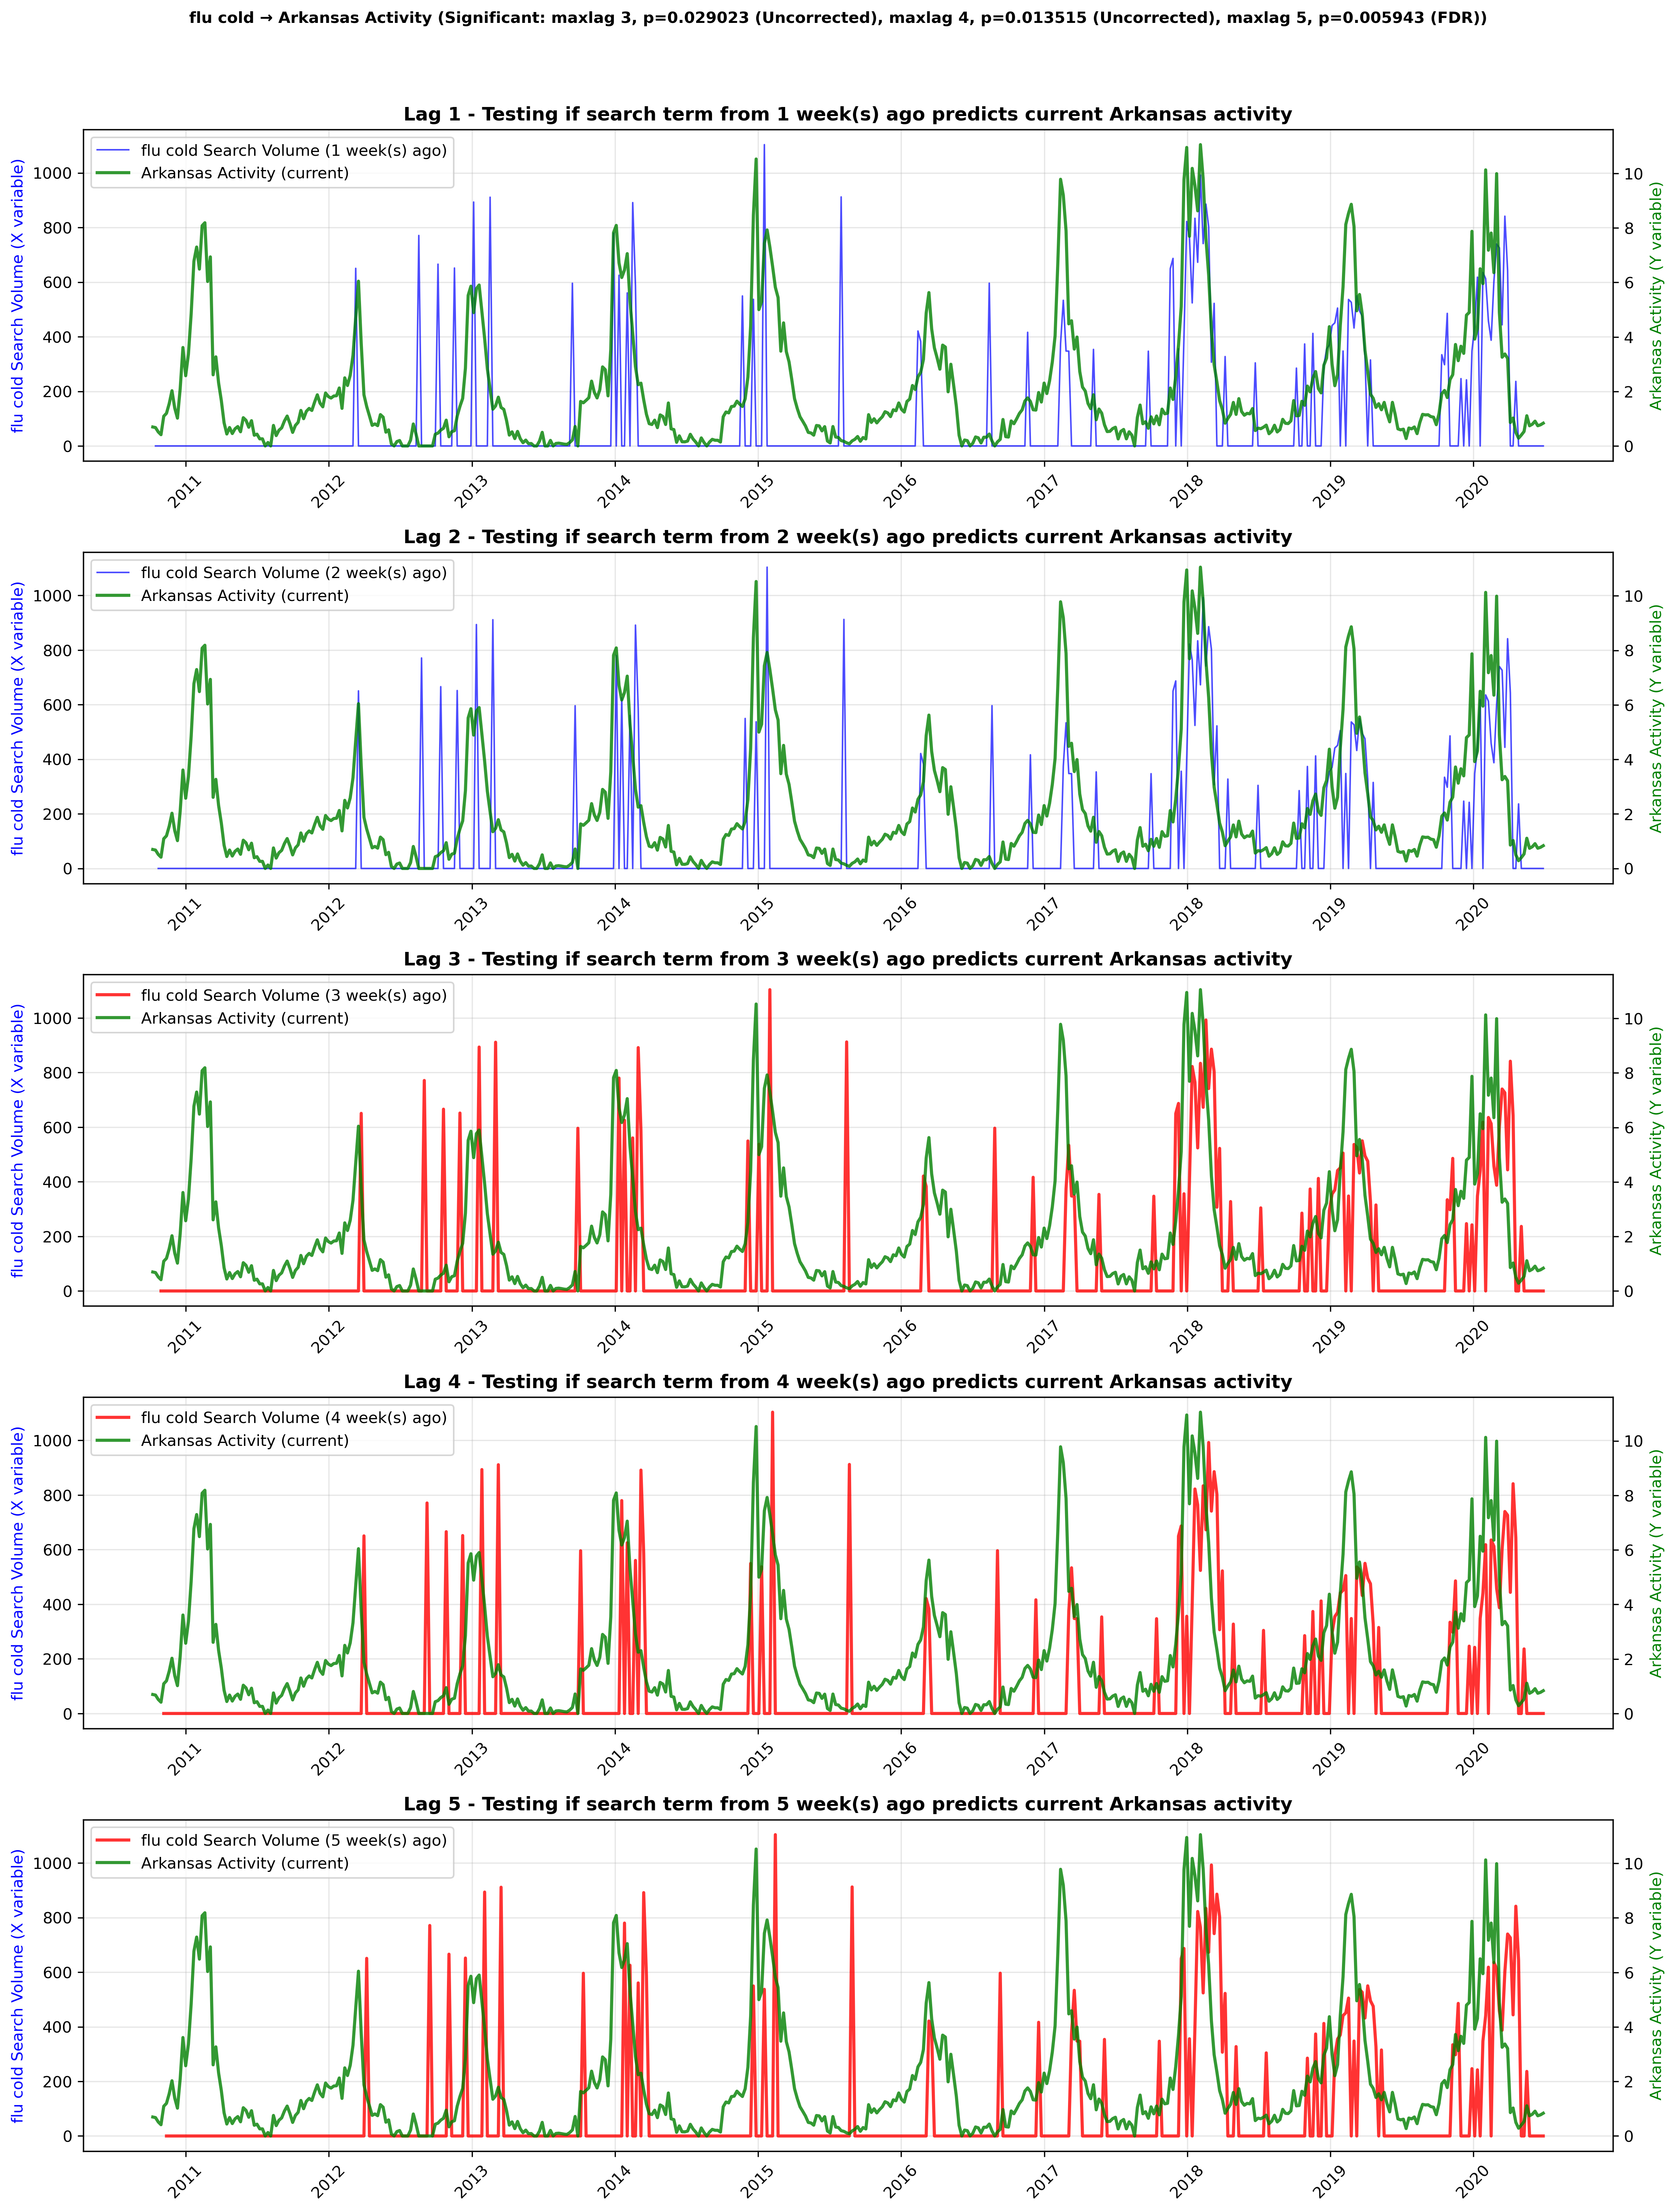 flu cold → Arkansas Activity (Significant: maxlag 3, p=0.029023 (Uncorrected), maxlag 4, p=0.013515 (Uncorrected), maxlag 5, p=0.005943 (FDR))
Lag 1 - Testing if search term from 1 week(s) ago predicts current Arkansas activity
flu cold Search Volume (1 week(s) ago)
Arkansas Activity (current)
flu cold Search Volume (X variable)
1000
800
600
400
200
0
10
8
6
4
2
0
Arkansas Activity (Y variable)
2011 2012 2013 2014 2015 2016 2017 2018 2019 2020
Lag 2 - Testing if search term from 2 week(s) ago predicts current Arkansas activity
flu cold Search Volume (2 week(s) ago)
Arkansas Activity (current)
flu cold Search Volume (X variable)
1000
800
600
400
200
0
10
8
6
4
2
0
Arkansas Activity (Y variable)
2011 2012 2013 2014 2015 2016 2017 2018 2019 2020
Lag 3 - Testing if search term from 3 week(s) ago predicts current Arkansas activity
flu cold Search Volume (3 week(s) ago)
Arkansas Activity (current)
flu cold Search Volume (X variable)
1000
800
600
400
200
0
10
8
6
4
2
0
Arkansas Activity (Y variable)
2011 2012 2013 2014 2015 2016 2017 2018 2019 2020
Lag 4 - Testing if search term from 4 week(s) ago predicts current Arkansas activity
flu cold Search Volume (4 week(s) ago)
Arkansas Activity (current)
flu cold Search Volume (X variable)
1000
800
600
400
200
0
10
8
6
4
2
0
Arkansas Activity (Y variable)
2011 2012 2013 2014 2015 2016 2017 2018 2019 2020
Lag 5 - Testing if search term from 5 week(s) ago predicts current Arkansas activity
flu cold Search Volume (5 week(s) ago)
Arkansas Activity (current)
flu cold Search Volume (X variable)
1000
800
600
400
200
0
10
8
6
4
2
0
Arkansas Activity (Y variable)
2011 2012 2013 2014 2015 2016 2017 2018 2019 2020